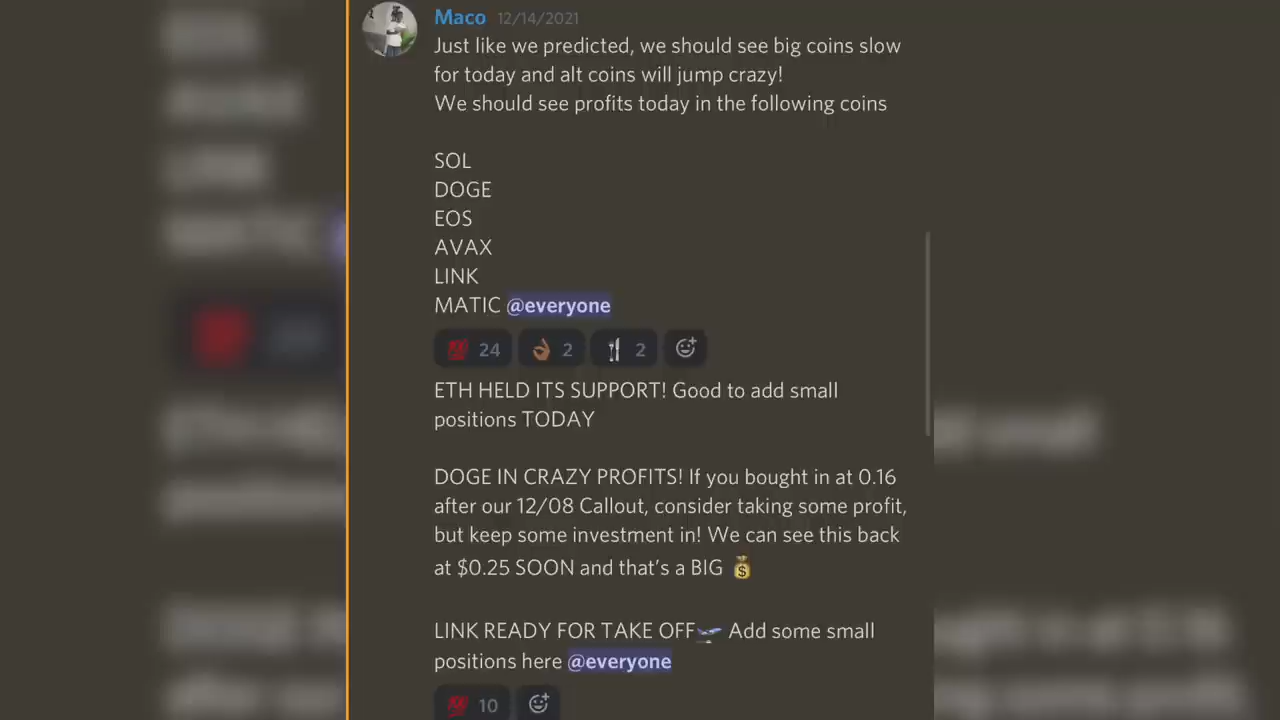 Maco 12/14/2021
Just like we predicted, we should see big coins slow
for today and alt coins will jump crazy!
We should see profits today in the following coins
SOL
DOGE
EOS
AVAX
LINK
MATIC @everyone
💯 24 👌🏾 2 🍴 2
ETH HELD ITS SUPPORT! Good to add small
positions TODAY
DOGE IN CRAZY PROFITS! If you bought in at 0.16
after our 12/08 Callout, consider taking some profit,
but keep some investment in! We can see this back
at $0.25 SOON and that's a BIG 💰
LINK READY FOR TAKE OFF🛫 Add some small
positions here @everyone
💯 10